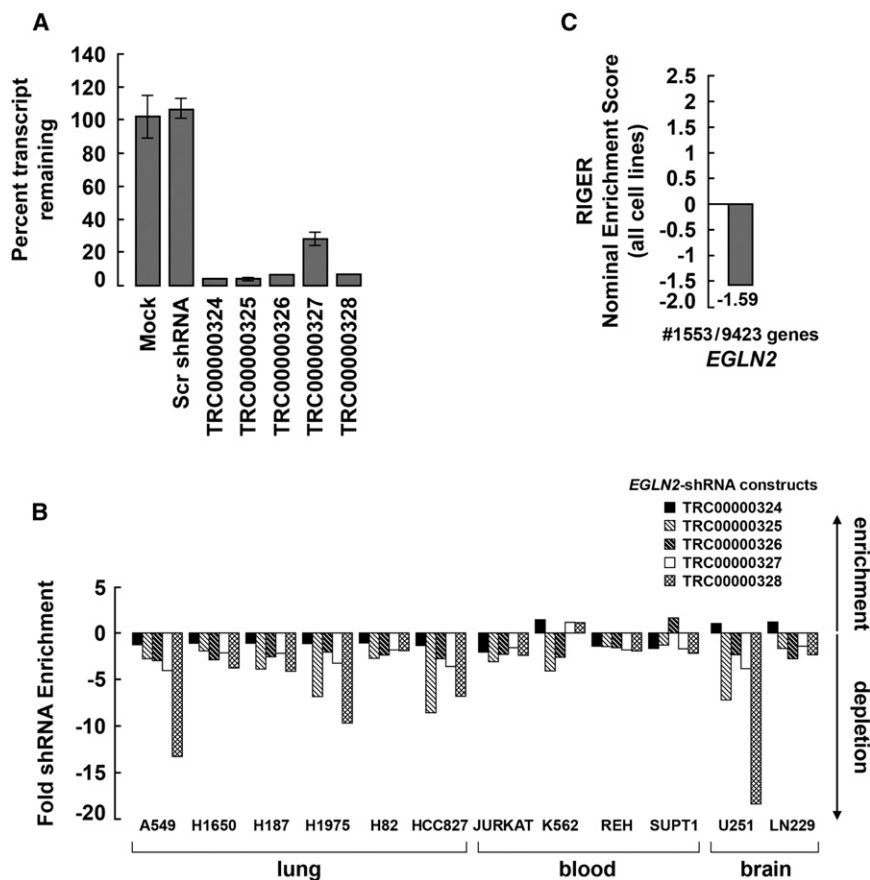 A
Percent transcript
remaining
140
120
100
80
60
40
20
0
Mock
Scr shRNA
TRC00000324
TRC00000325
TRC00000326
TRC00000327
TRC00000328
C
RIGER
Nominal Enrichment Score
(all cell lines)
2.5
2
1.5
1
0.5
0
-0.5
-1
-1.5
-2.0
-1.59
#1553/9423 genes
EGLN2
B
EGLN2-shRNA constructs
TRC00000324
TRC00000325
TRC00000326
TRC00000327
TRC00000328
enrichment
depletion
Fold shRNA Enrichment
5
0
-5
-10
-15
-20
A549 H1650 H187 H1975 H82 HCC827 JURKAT K562 REH SUPT1 U251 LN229
lung blood brain